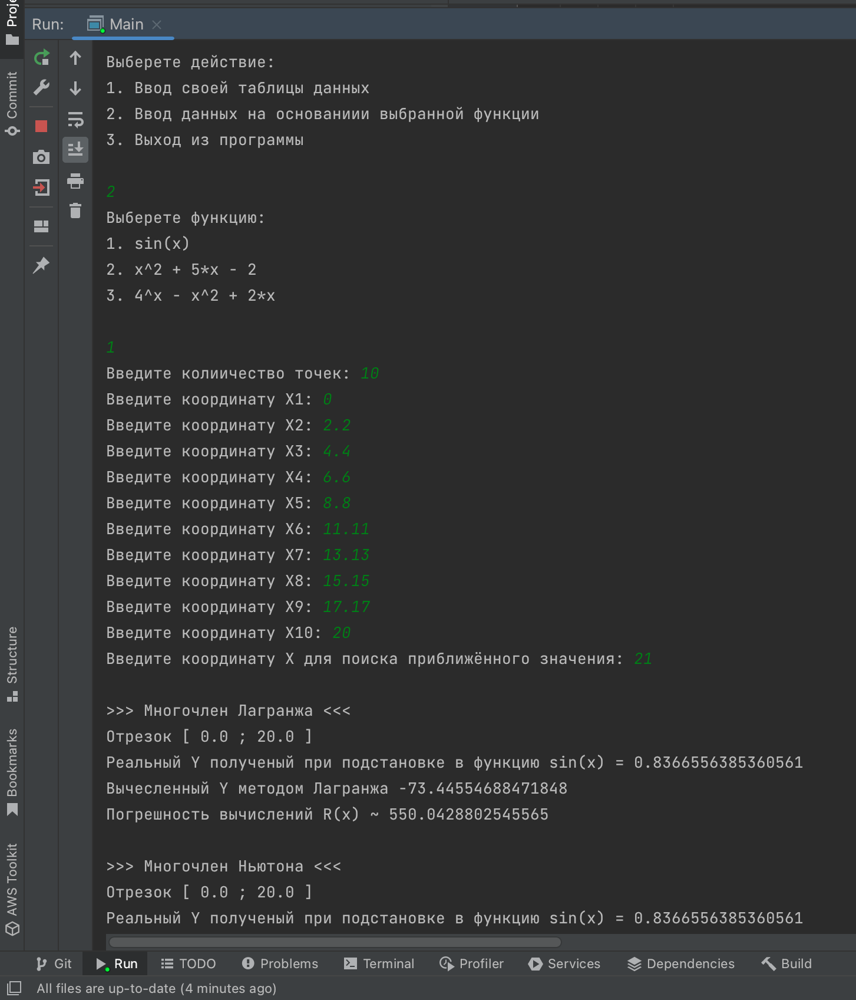 Run: Main
Выберете действие:
1. Ввод своей таблицы данных
2. Ввод данных на основаниии выбранной функции
3. Выход из программы
2
Выберете функцию:
1. sin(x)
2. x^2 + 5*x - 2
3. 4^x - x^2 + 2*x
1
Введите колиичество точек: 10
Введите координату X1: 0
Введите координату X2: 2.2
Введите координату X3: 4.4
Введите координату X4: 6.6
Введите координату X5: 8.8
Введите координату X6: 11.11
Введите координату X7: 13.13
Введите координату X8: 15.15
Введите координату X9: 17.17
Введите координату X10: 20
Введите координату X для поиска приближённого значения: 21
>>> Многочлен Лагранжа <<<
Отрезок [ 0.0 ; 20.0 ]
Реальный Y полученый при подстановке в функцию sin(x) = 0.8366556385360561
Вычесленный Y методом Лагранжа -73.44554688471848
Погрешность вычислений R(x) ~ 550.0428802545565
>>> Многочлен Ньютона <<<
Отрезок [ 0.0 ; 20.0 ]
Реальный Y полученый при подстановке в функцию sin(x) = 0.8366556385360561
Commit
Structure
Bookmarks
AWS Toolkit
Git Run TODO Problems Terminal Profiler Services Dependencies Build
All files are up-to-date (4 minutes ago)